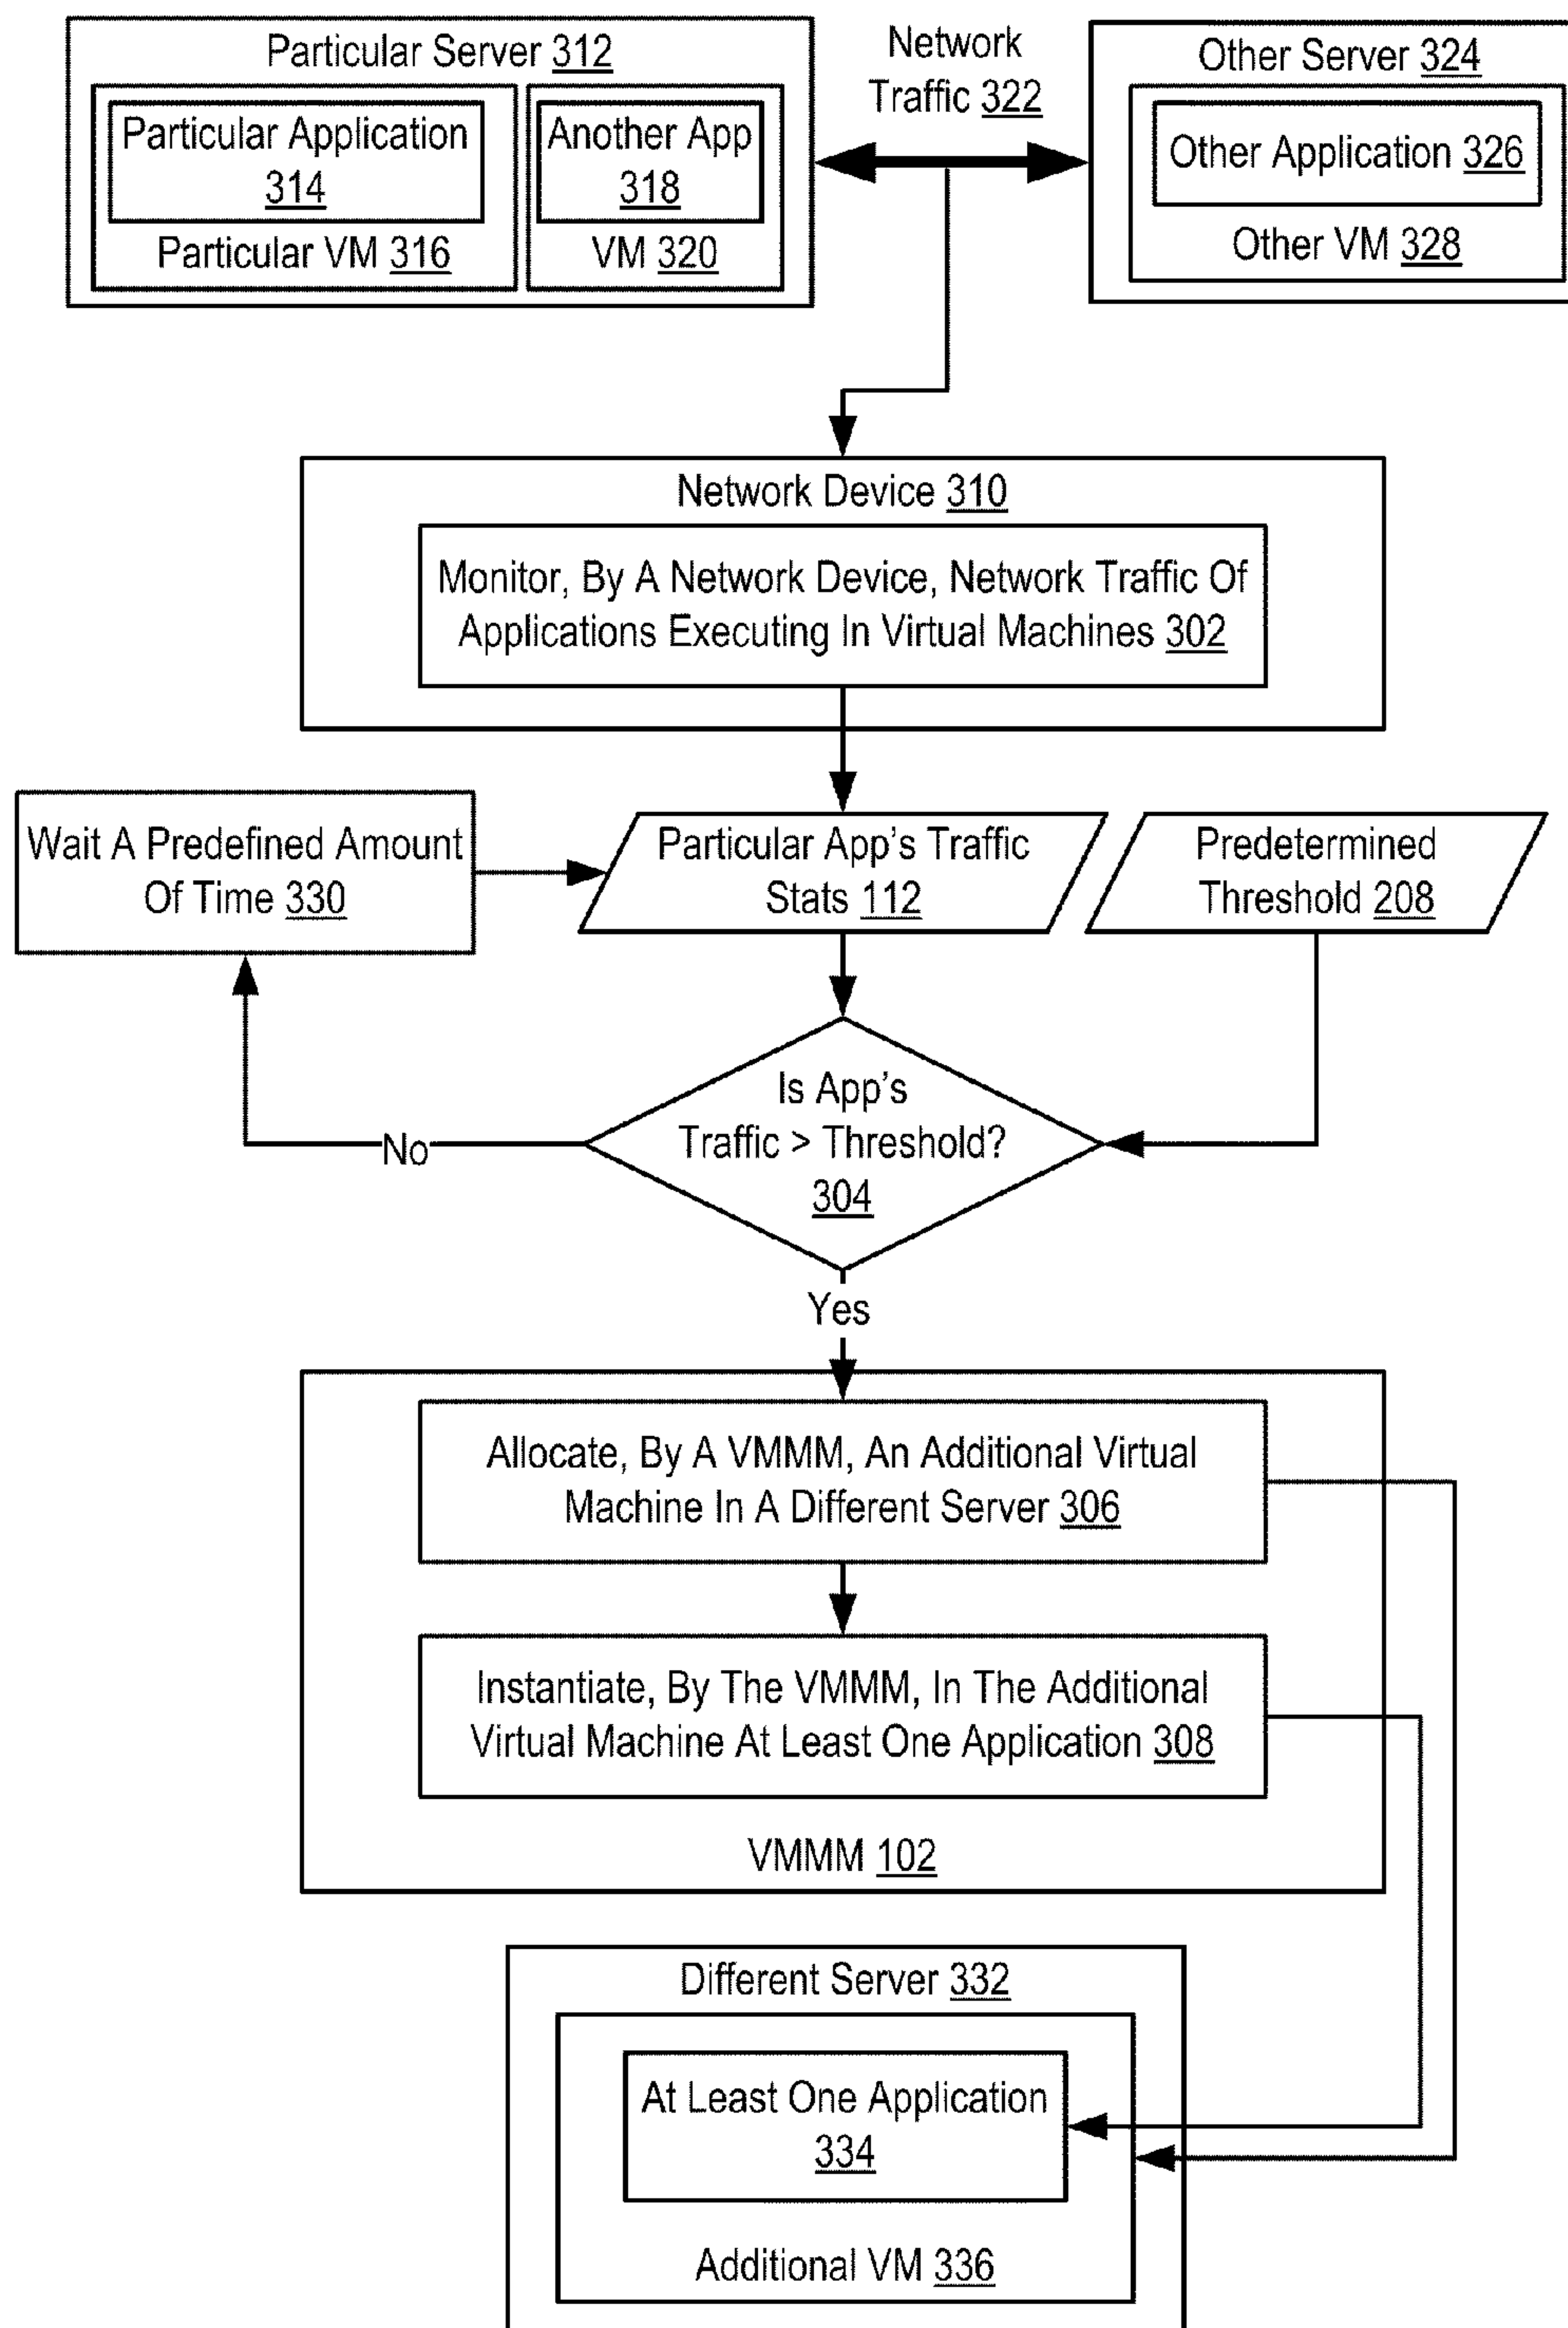 Particular Server 312
Particular Application
314
Particular VM 316
Another App
318
VM 320
Network
Traffic 322
Other Server 324
Other Application 326
Other VM 328
Network Device 310
Monitor, By A Network Device, Network Traffic Of
Applications Executing In Virtual Machines 302
Wait A Predefined Amount
Of Time 330
Particular App's Traffic
Stats 112
Predetermined
Threshold 208
Is App's
Traffic > Threshold?
304
No
Yes
Allocate, By A VMMM, An Additional Virtual
Machine In A Different Server 306
Instantiate, By The VMMM, In The Additional
Virtual Machine At Least One Application 308
VMMM 102
Different Server 332
At Least One Application
334
Additional VM 336